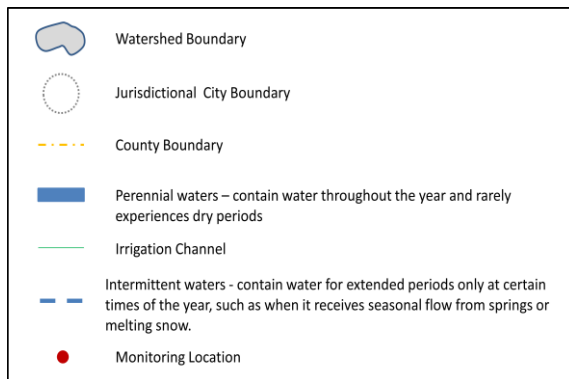 Watershed Boundary
Jurisdictional City Boundary
County Boundary
Perennial waters – contain water throughout the year and rarely
experiences dry periods
Irrigation Channel
Intermittent waters - contain water for extended periods only at certain
times of the year, such as when it receives seasonal flow from springs or
melting snow.
Monitoring Location